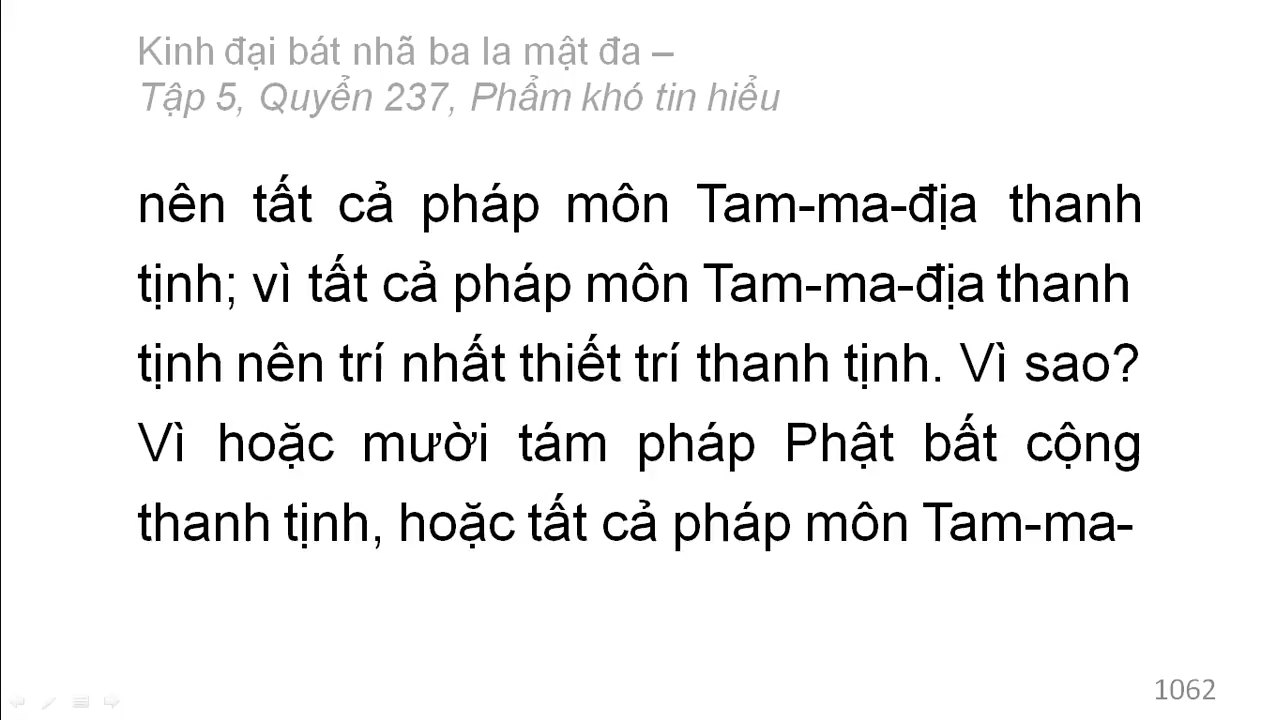 Kinh đại bát nhã ba la mật đa –
Tập 5, Quyển 237, Phẩm khó tin hiểu
nên tất cả pháp môn Tam-ma-địa thanh
tịnh; vì tất cả pháp môn Tam-ma-địa thanh
tịnh nên trí nhất thiết trí thanh tịnh. Vì sao?
Vì hoặc mười tám pháp Phật bất cộng
thanh tịnh, hoặc tất cả pháp môn Tam-ma-
1062